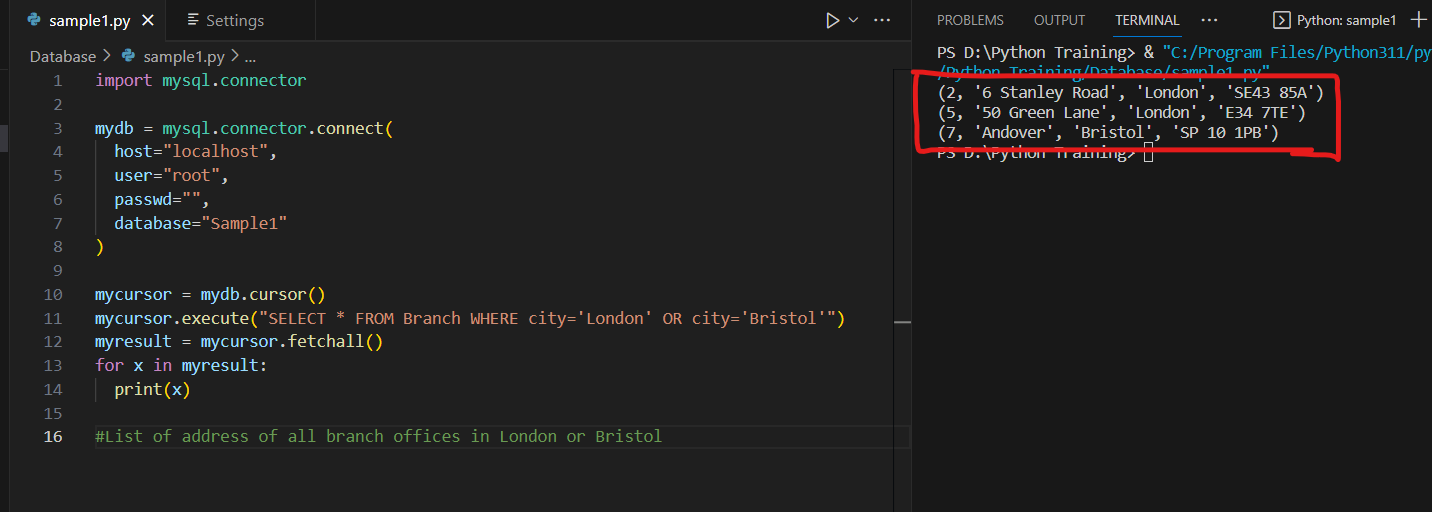 sample1.py
Settings
Database > sample1.py > ...
1 import mysql.connector
2
3 mydb = mysql.connector.connect(
4   host="localhost",
5   user="root",
6   passwd="",
7   database="Sample1"
8 )
9
10 mycursor = mydb.cursor()
11 mycursor.execute("SELECT * FROM Branch WHERE city='London' OR city='Bristol'")
12 myresult = mycursor.fetchall()
13 for x in myresult:
14   print(x)
15
16 #List of address of all branch offices in London or Bristol
PROBLEMS OUTPUT TERMINAL ... Python: sample1
PS D:\Python Training> & "C:/Program Files/Python311/py
/Python Training/Database/sample1.py"
(2, '6 Stanley Road', 'London', 'SE43 85A')
(5, '50 Green Lane', 'London', 'E34 7TE')
(7, 'Andover', 'Bristol', 'SP 10 1PB')
PS D:\Python Training>